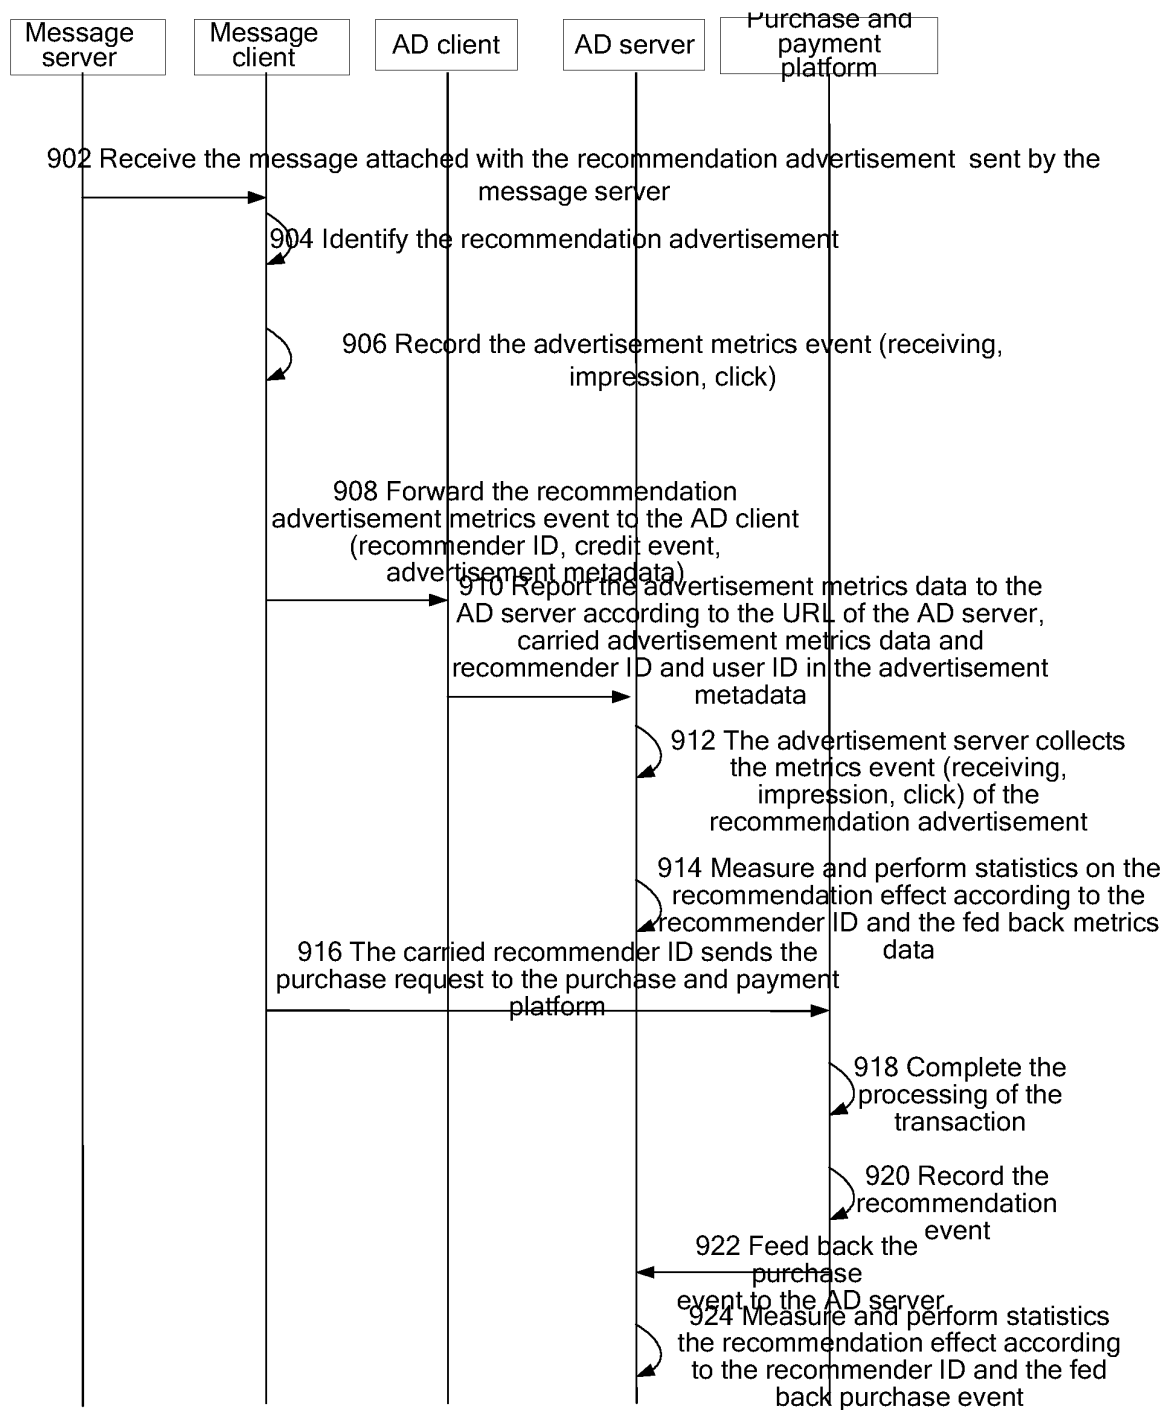 Message
server
Message
client
AD client
AD server
Purchase and
payment
platform
902 Receive the message attached with the recommendation advertisement  sent by the
message server
904 Identify the recommendation advertisement
906 Record the advertisement metrics event (receiving,
impression, click)
908 Forward the recommendation
advertisement metrics event to the AD client
(recommender ID, credit event,
advertisement metadata)
910 Report the advertisement metrics data to the
AD server according to the URL of the AD server,
carried advertisement metrics data and
recommender ID and user ID in the advertisement
metadata
912 The advertisement server collects
the metrics event (receiving,
impression, click) of the
recommendation advertisement
914 Measure and perform statistics on the
recommendation effect according to the
recommender ID and the fed back metrics
data
916 The carried recommender ID sends the
purchase request to the purchase and payment
platform
918 Complete the
processing of the
transaction
920 Record the
recommendation
event
922 Feed back the
purchase
event to the AD server
924 Measure and perform statistics
the recommendation effect according
to the recommender ID and the fed
back purchase event